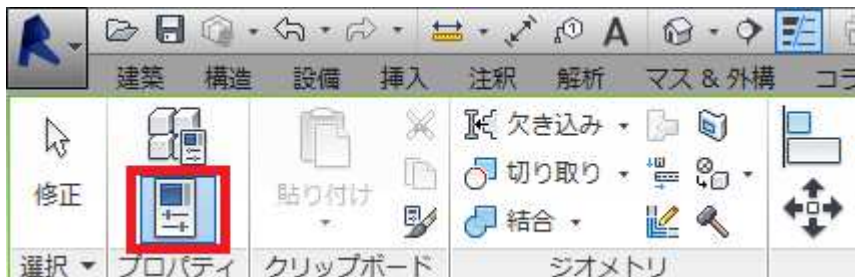 A
建築 構造 設備 挿入 注釈 解析 マス & 外構 コラ
修正
貼り付け
欠き込み
切り取り
結合
選択 プロパティ クリップボード ジオメトリ